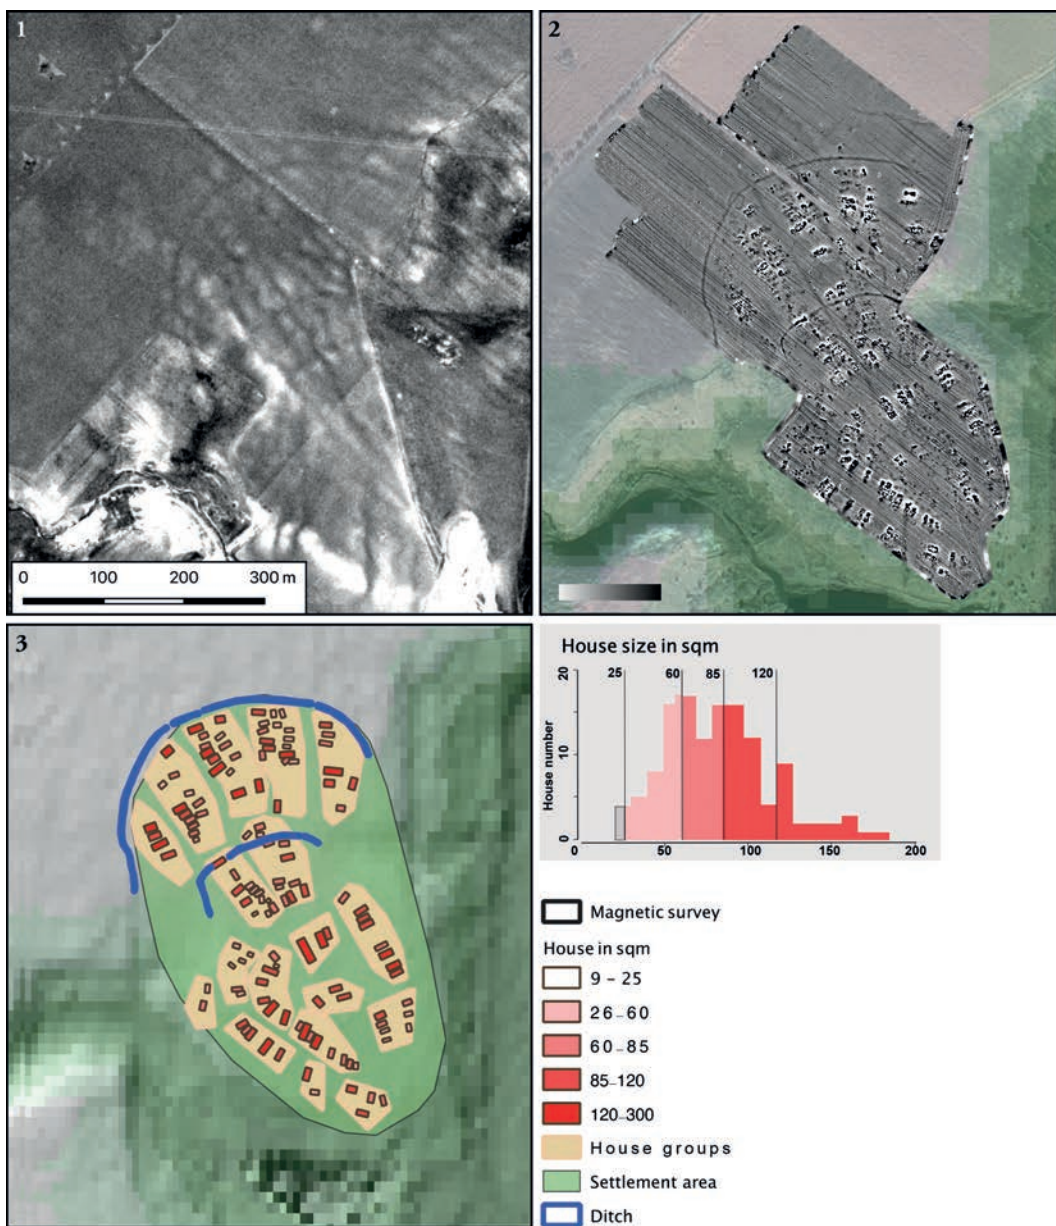 1
2
0 100 200 300 m
3
House size in sqm
20
25 60 85 120
10
House number
0
0 50 100 150 200
Magnetic survey
House in sqm
9 - 25
26-60
60-85
85-120
120-300
House groups
Settlement area
Ditch